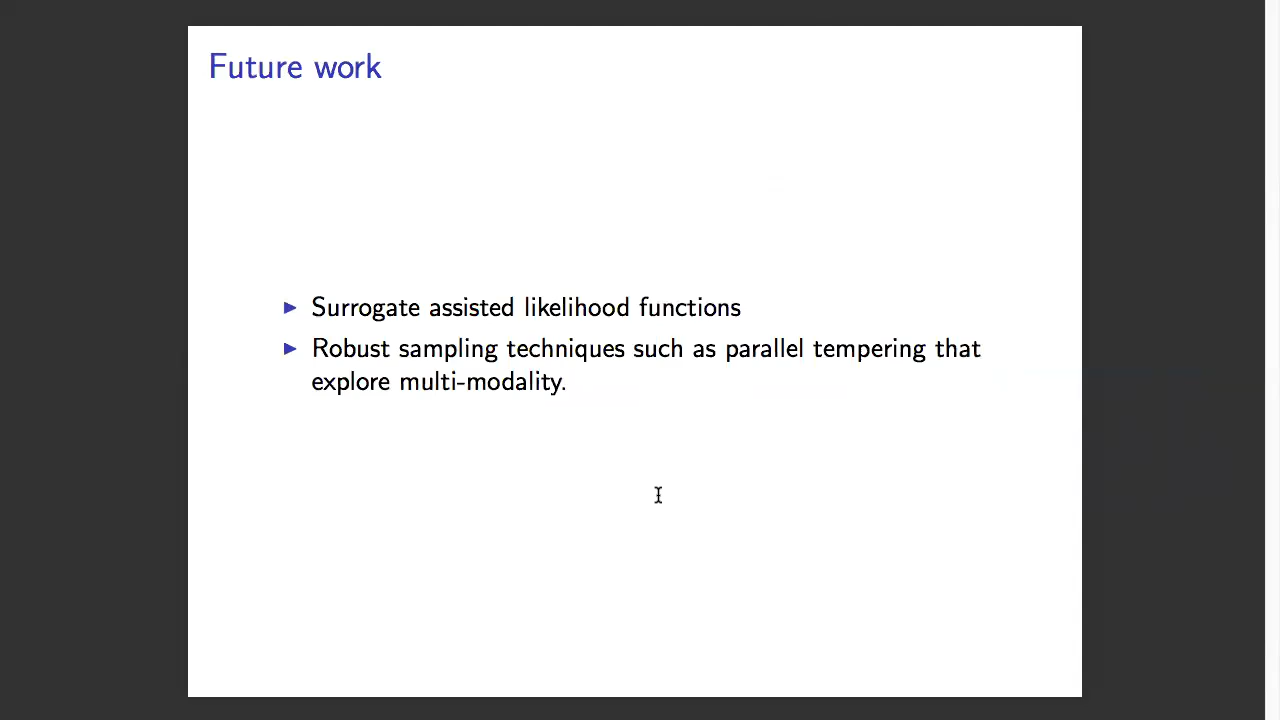 Future work
▶ Surrogate assisted likelihood functions
▶ Robust sampling techniques such as parallel tempering that
explore multi-modality.